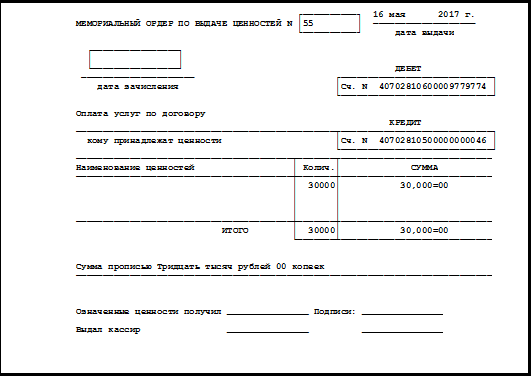 МЕМОРИАЛЬНЫЙ ОРДЕР ПО ВЫДАЧЕ ЦЕННОСТЕЙ N 55 16 мая 2017 г.
дата выдачи
ДЕБЕТ
дата зачисления Сч. N 40702810600009779774
Оплата услуг по договору
КРЕДИТ
кому принадлежат ценности Сч. N 40702810500000000046
Наименование ценностей Колич. СУММА
30000 30,000=00
ИТОГО 30000 30,000=00
Сумма прописью Тридцать тысяч рублей 00 копеек
Означенные ценности получил Подписи:
Выдал кассир